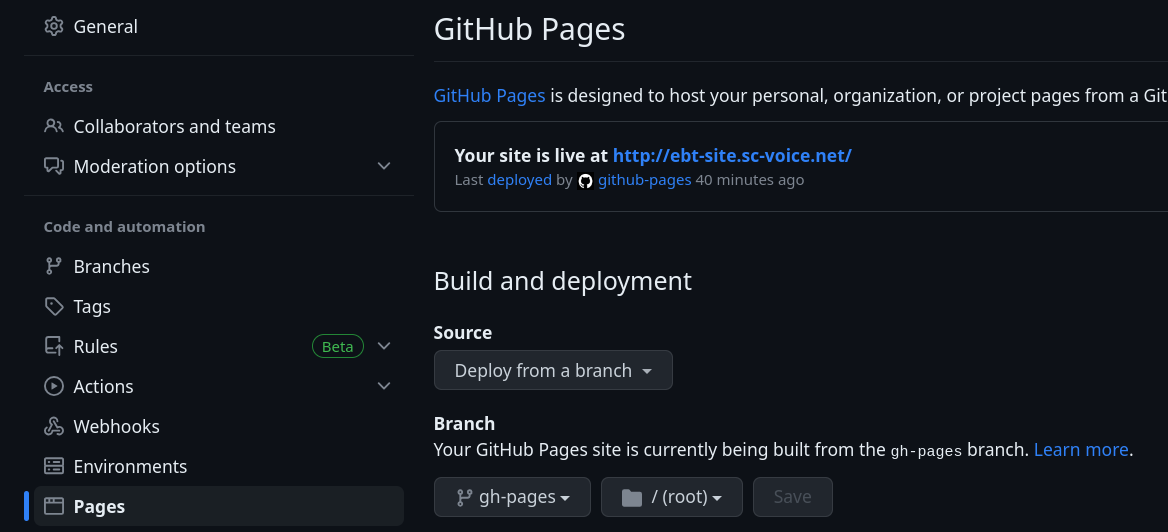 General
Access
Collaborators and teams
Moderation options
Code and automation
Branches
Tags
Rules Beta
Actions
Webhooks
Environments
Pages
GitHub Pages
GitHub Pages is designed to host your personal, organization, or project pages from a Git
Your site is live at http://ebt-site.sc-voice.net/
Last deployed by github-pages 40 minutes ago
Build and deployment
Source
Deploy from a branch
Branch
Your GitHub Pages site is currently being built from the gh-pages branch. Learn more.
gh-pages / (root) Save